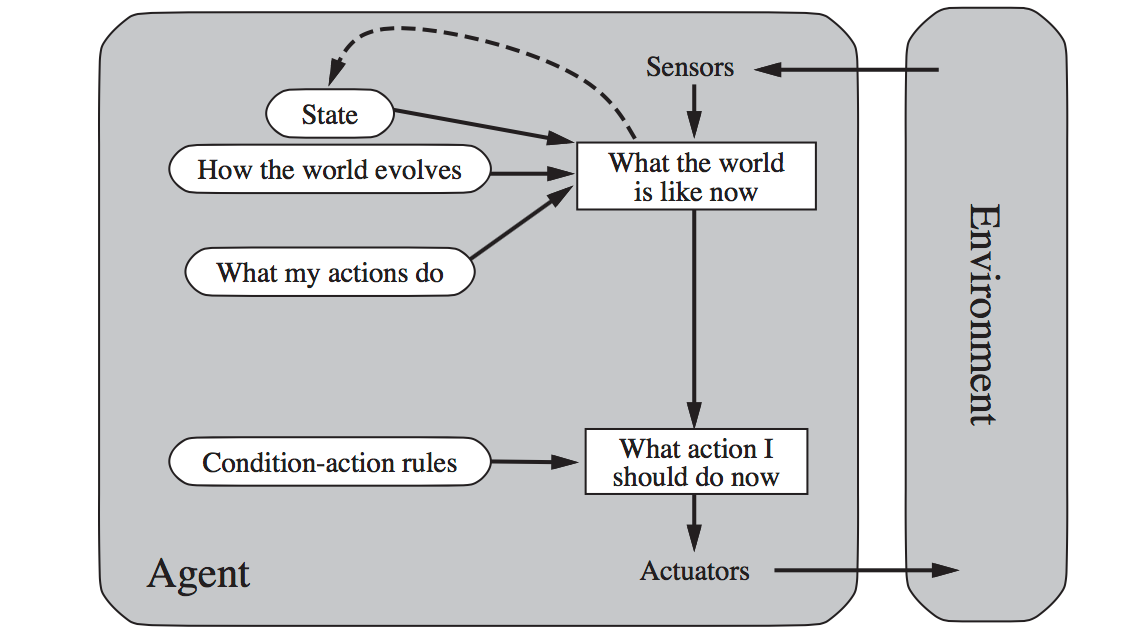 Sensors
State
How the world evolves
What the world
is like now
What my actions do
Environment
Condition-action rules
What action I
should do now
Agent
Actuators